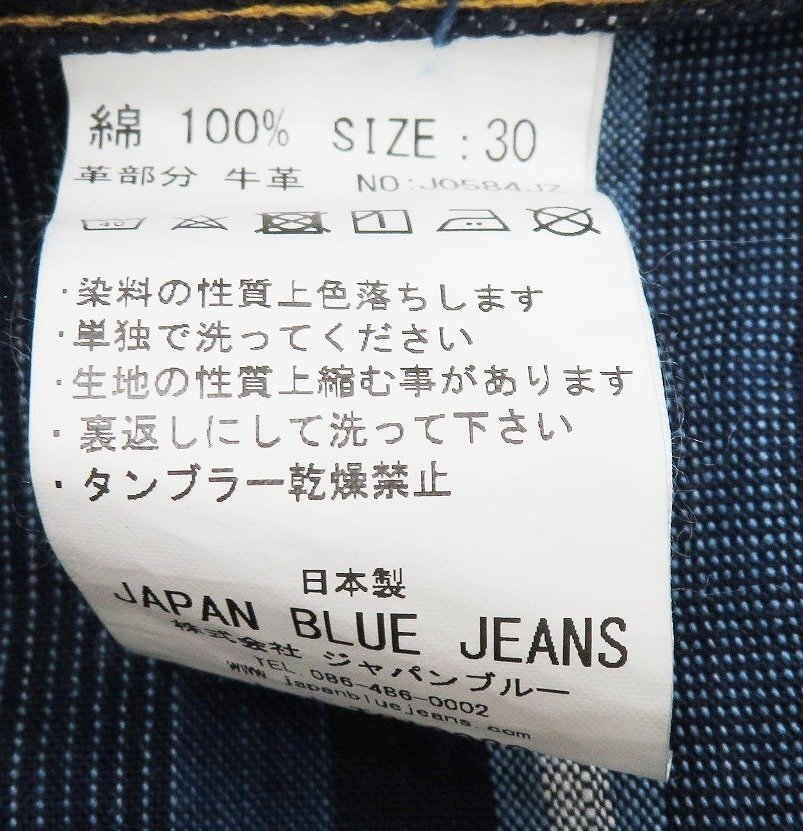 綿 100% SIZE:30
革部分 牛革 NO:J0584JZ
・染料の性質上色落ちします
・単独で洗ってください
・生地の性質上縮む事があります
・裏返しにして洗って下さい
・タンブラー乾燥禁止
日本製
JAPAN BLUE JEANS
株式会社 ジャパンブルー
TEL.086-486-0002
www.japanbluejeans.com